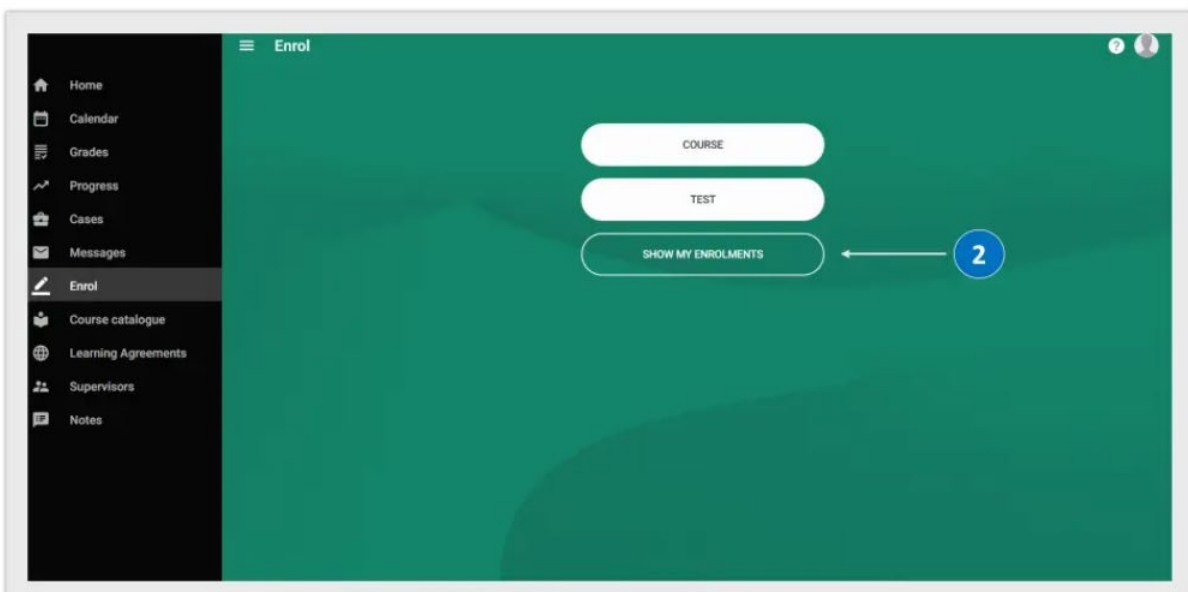 Enrol
Home
Calendar
Grades
Progress
Cases
Messages
Enrol
Course catalogue
Learning Agreements
Supervisors
Notes
COURSE
TEST
SHOW MY ENROLMENTS
2
?